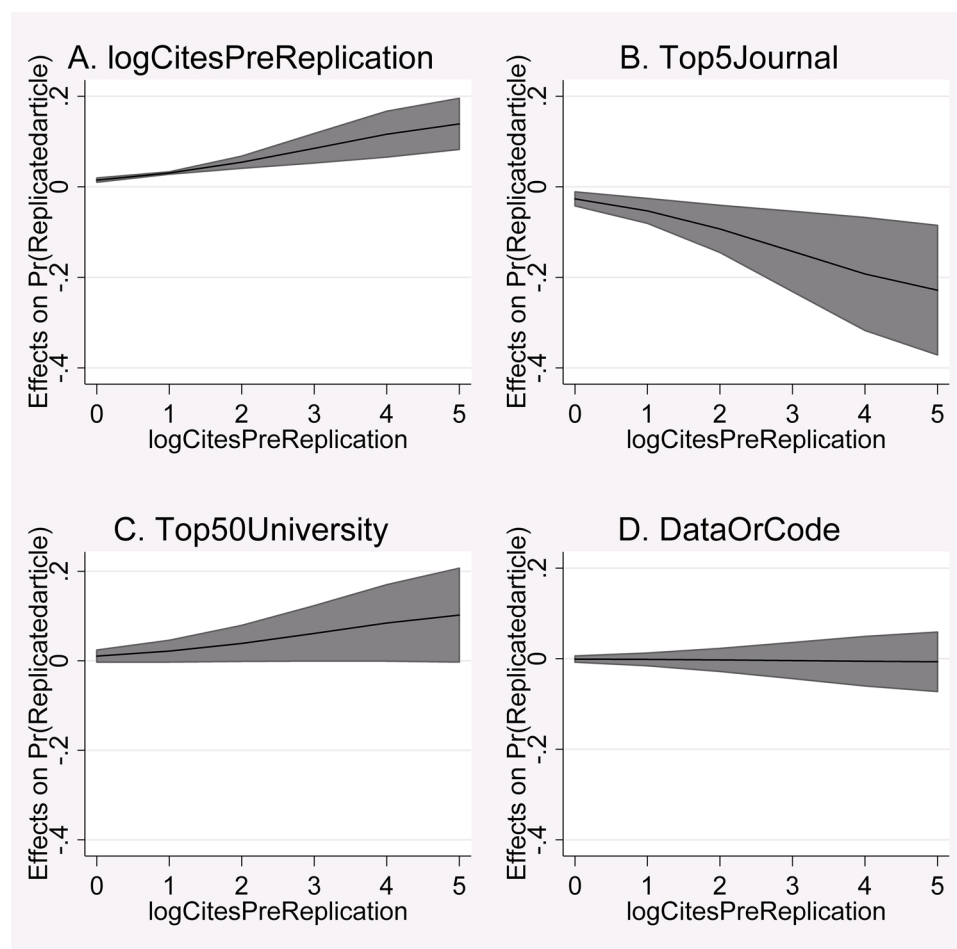 A. logCitesPreReplication
Effects on Pr(Replicatedarticle)
.2
0
-.2
-.4
0 1 2 3 4 5
logCitesPreReplication
B. Top5Journal
Effects on Pr(Replicatedarticle)
.2
0
-.2
-.4
0 1 2 3 4 5
logCitesPreReplication
C. Top50University
Effects on Pr(Replicatedarticle)
.2
0
-.2
-.4
0 1 2 3 4 5
logCitesPreReplication
D. DataOrCode
Effects on Pr(Replicatedarticle)
.2
0
-.2
-.4
0 1 2 3 4 5
logCitesPreReplication